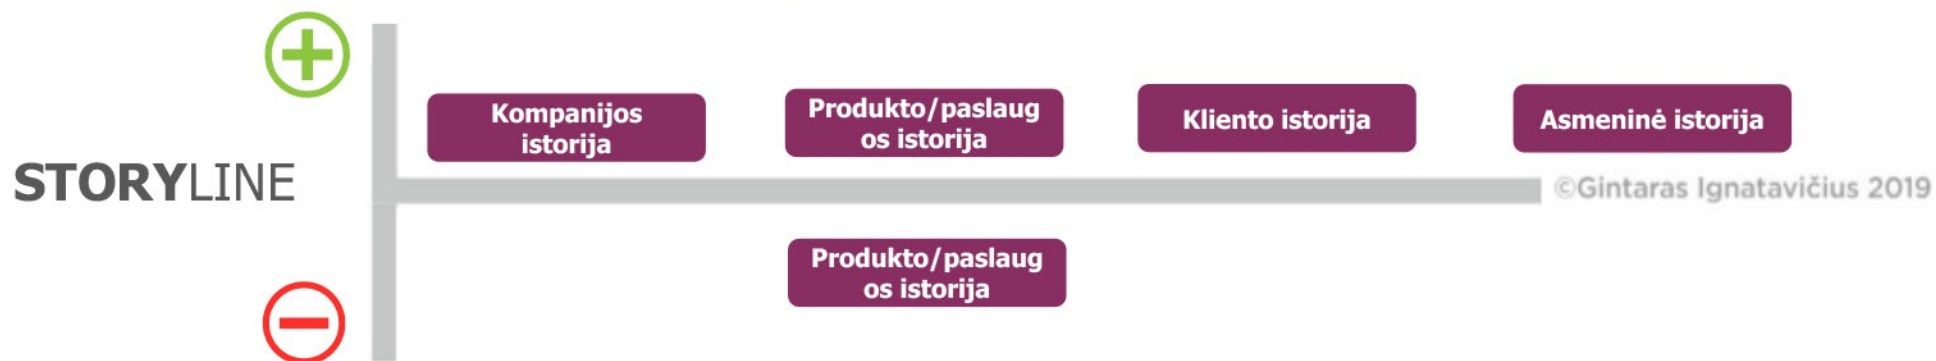 Kompanijos
istorija
Produkto/paslaug
os istorija
Kliento istorija
Asmeninė istorija
STORYLINE
©Gintaras Ignatavičius 2019
Produkto/paslaug
os istorija